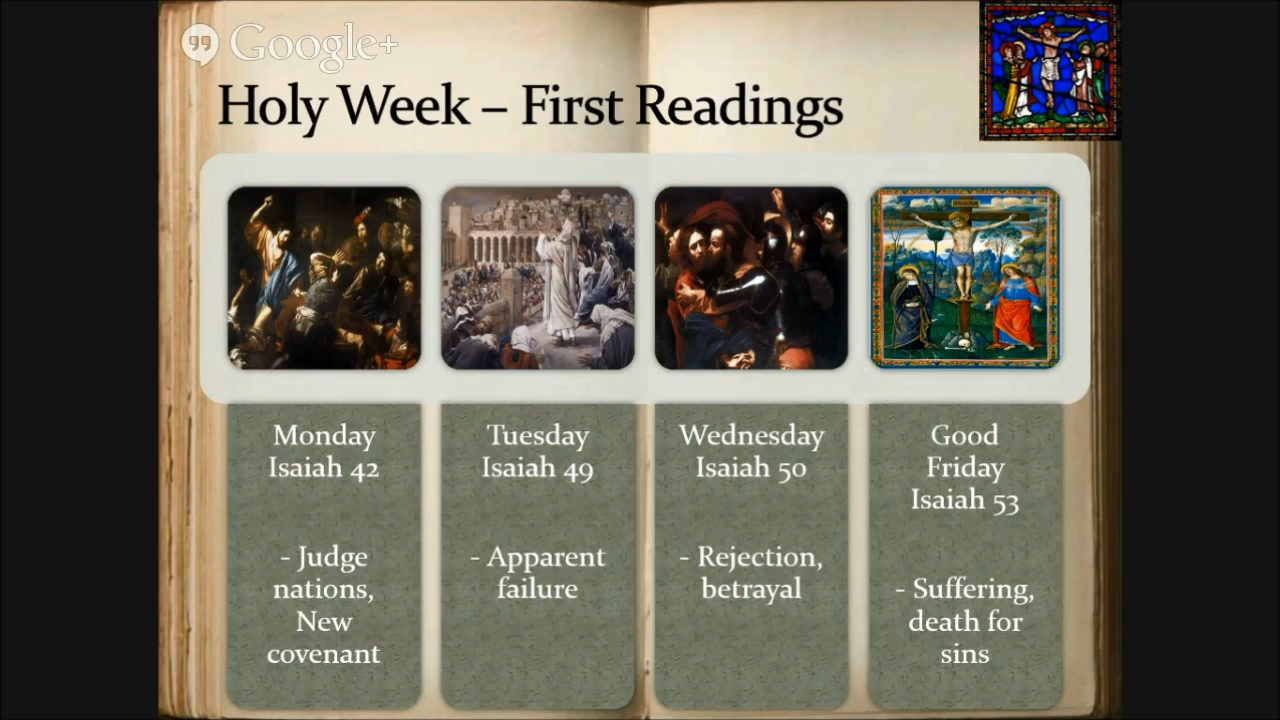 Google+
Holy Week – First Readings
Monday
Isaiah 42
- Judge
nations,
New
covenant
Tuesday
Isaiah 49
- Apparent
failure
Wednesday
Isaiah 50
- Rejection,
betrayal
Good
Friday
Isaiah 53
- Suffering,
death for
sins